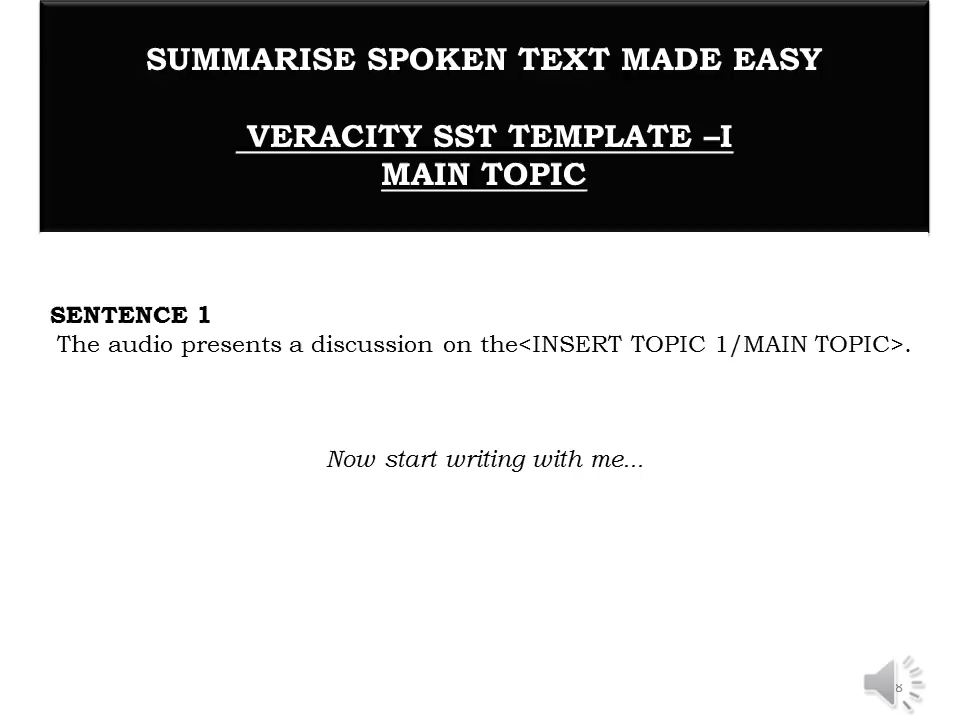 SUMMARISE SPOKEN TEXT MADE EASY
VERACITY SST TEMPLATE –I
MAIN TOPIC
SENTENCE 1
The audio presents a discussion on the<INSERT TOPIC 1/MAIN TOPIC>.
Now start writing with me...
8